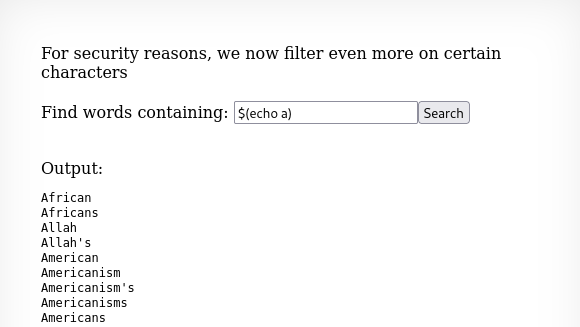 For security reasons, we now filter even more on certain
characters
Find words containing: $(echo a) Search
Output:
African
Africans
Allah
Allah's
American
Americanism
Americanism's
Americanisms
Americans